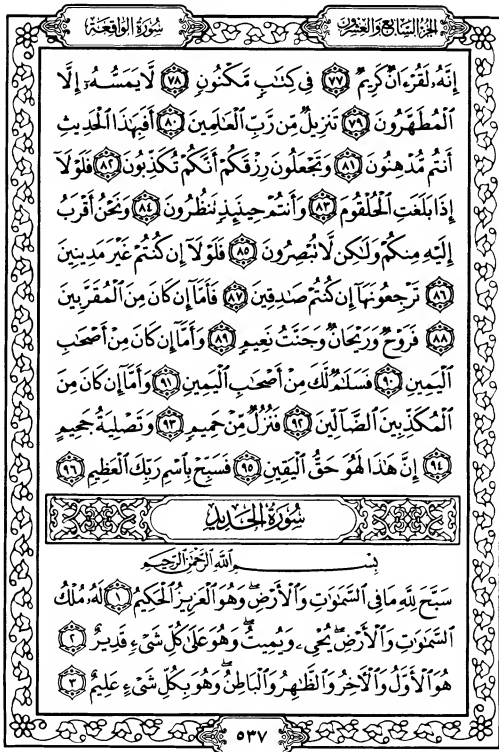 الجزء السابع والعشرون
سورة الواقعة
إِنَّهُۥ لَقُرْءَانٌ كَرِيمٌ ٧٧ فِى كِتَٰبٍ مَّكْنُونٍ ٧٨ لَّا يَمَسُّهُۥٓ إِلَّا
ٱلْمُطَهَّرُونَ ٧٩ تَنزِيلٌ مِّن رَّبِّ ٱلْعَٰلَمِينَ ٨٠ أَفَبِهَٰذَا ٱلْحَدِيثِ
أَنتُم مُّدْهِنُونَ ٨١ وَتَجْعَلُونَ رِزْقَكُمْ أَنَّكُمْ تُكَذِّبُونَ ٨٢ فَلَوْلَآ
إِذَا بَلَغَتِ ٱلْحُلْقُومَ ٨٣ وَأَنتُمْ حِينَئِذٍ تَنظُرُونَ ٨٤ وَنَحْنُ أَقْرَبُ
إِلَيْهِ مِنكُمْ وَلَٰكِن لَّا تُبْصِرُونَ ٨٥ فَلَوْلَآ إِن كُنتُمْ غَيْرَ مَدِينِينَ
٨٦ تَرْجِعُونَهَآ إِن كُنتُمْ صَٰدِقِينَ ٨٧ فَأَمَّآ إِن كَانَ مِنَ ٱلْمُقَرَّبِينَ
٨٨ فَرَوْحٌ وَرَيْحَانٌ وَجَنَّتُ نَعِيمٍ ٨٩ وَأَمَّآ إِن كَانَ مِنْ أَصْحَٰبِ
ٱلْيَمِينِ ٩٠ فَسَلَٰمٌ لَّكَ مِنْ أَصْحَٰبِ ٱلْيَمِينِ ٩١ وَأَمَّآ إِن كَانَ مِنَ
ٱلْمُكَذِّبِينَ ٱلضَّآلِّينَ ٩٢ فَنُزُلٌ مِّنْ حَمِيمٍ ٩٣ وَتَصْلِيَةُ جَحِيمٍ
٩٤ إِنَّ هَٰذَا لَهُوَ حَقُّ ٱلْيَقِينِ ٩٥ فَسَبِّحْ بِٱسْمِ رَبِّكَ ٱلْعَظِيمِ ٩٦
سورة الحديد
بِسْمِ ٱللَّهِ ٱلرَّحْمَٰنِ ٱلرَّحِيمِ
سَبَّحَ لِلَّهِ مَا فِى ٱلسَّمَٰوَٰتِ وَٱلْأَرْضِ ۖ وَهُوَ ٱلْعَزِيزُ ٱلْحَكِيمُ ١ لَهُۥ مُلْكُ
ٱلسَّمَٰوَٰتِ وَٱلْأَرْضِ ۖ يُحْىِۦ وَيُمِيتُ ۖ وَهُوَ عَلَىٰ كُلِّ شَىْءٍ قَدِيرٌ ٢
هُوَ ٱلْأَوَّلُ وَٱلْءَاخِرُ وَٱلظَّٰهِرُ وَٱلْبَاطِنُ ۖ وَهُوَ بِكُلِّ شَىْءٍ عَلِيمٌ ٣
٥٣٧